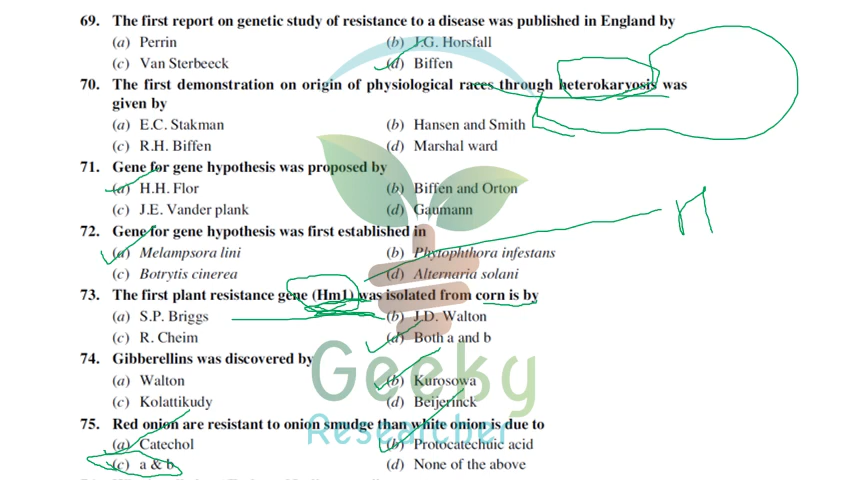 69. The first report on genetic study of resistance to a disease was published in England by
(a) Perrin (b) J.G. Horsfall
(c) Van Sterbeeck (d) Biffen
70. The first demonstration on origin of physiological races through heterokaryosis was
given by
(a) E.C. Stakman (b) Hansen and Smith
(c) R.H. Biffen (d) Marshal ward
71. Gene for gene hypothesis was proposed by
(a) H.H. Flor (b) Biffen and Orton
(c) J.E. Vander plank (d) Gaumann
72. Gene for gene hypothesis was first established in
(a) Melampsora lini (b) Phytophthora infestans
(c) Botrytis cinerea (d) Alternaria solani
73. The first plant resistance gene (Hm1) was isolated from corn is by
(a) S.P. Briggs (b) J.D. Walton
(c) R. Cheim (d) Both a and b
74. Gibberellins was discovered by
(a) Walton (b) Kurosowa
(c) Kolattikudy (d) Beijerinck
75. Red onion are resistant to onion smudge than white onion is due to
(a) Catechol (b) Protocatechuic acid
(c) a & b (d) None of the above
Geeky
Researcher